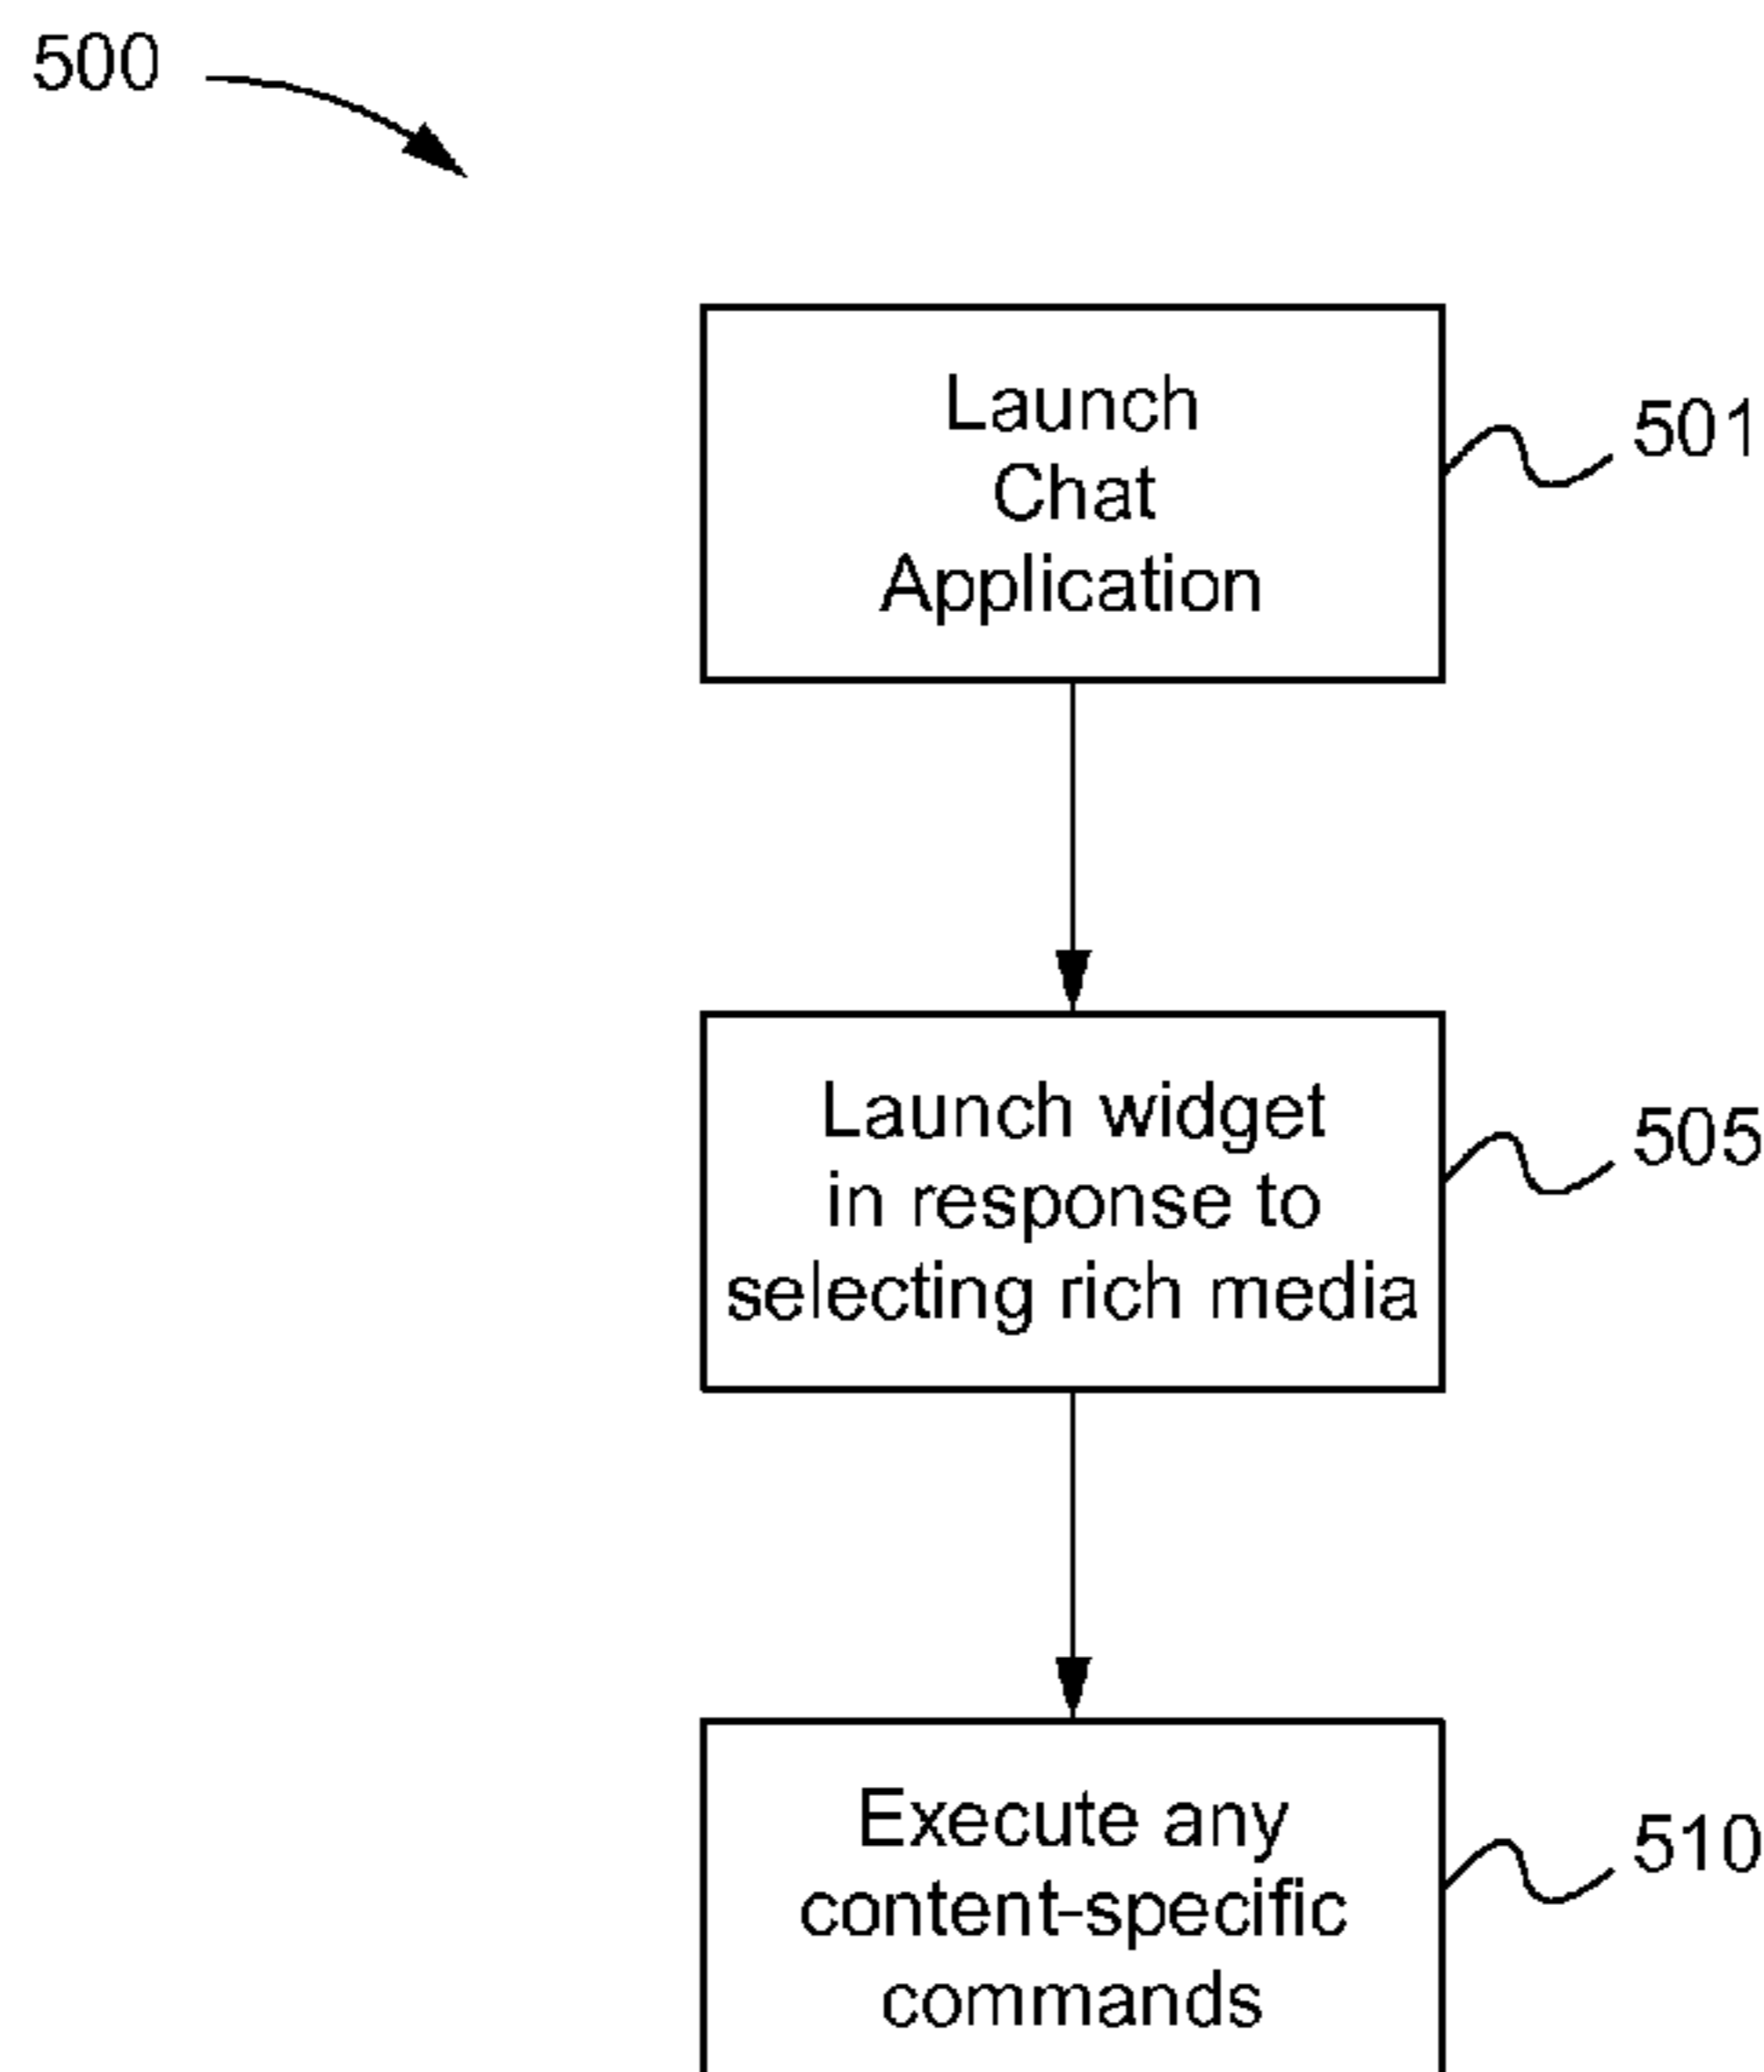 500
Launch
Chat
Application
501
Launch widget
in response to
selecting rich media
505
Execute any
content-specific
commands
510